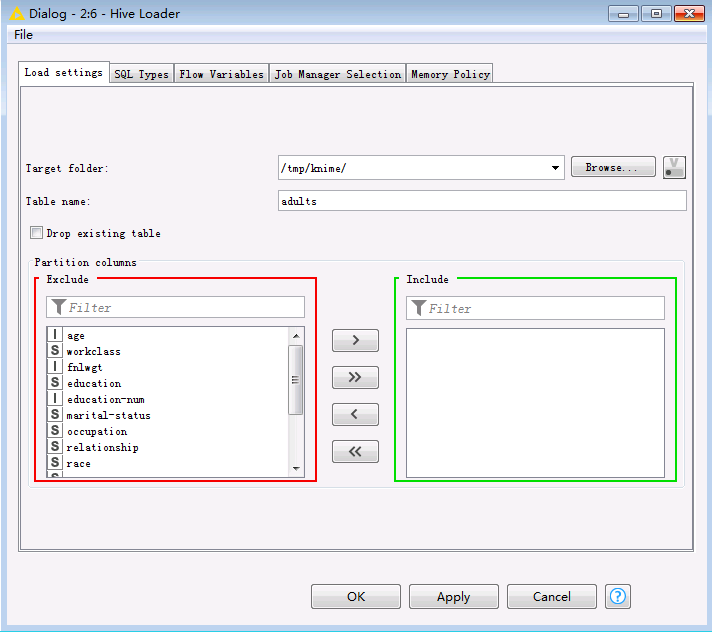 Dialog - 2:6 - Hive Loader
File
Load settings SQL Types Flow Variables Job Manager Selection Memory Policy
Target folder: /tmp/knime/ Browse...
Table name: adults
Drop existing table
Partition columns
Exclude Include
Filter Filter
I age
S workclass
I fnlwgt
S education
I education-num
S marital-status
S occupation
S relationship
S race
> 
>>
<
<<
OK Apply Cancel ?